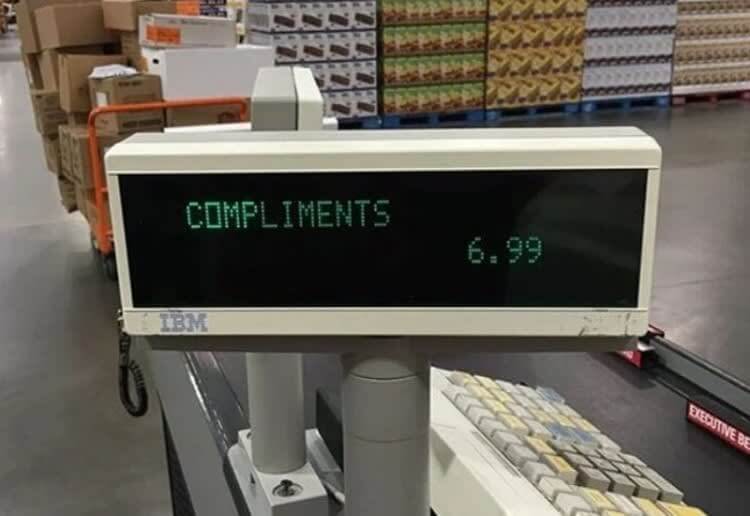 COMPLIMENTS
6.99
IBM
EXECUTIVE BE